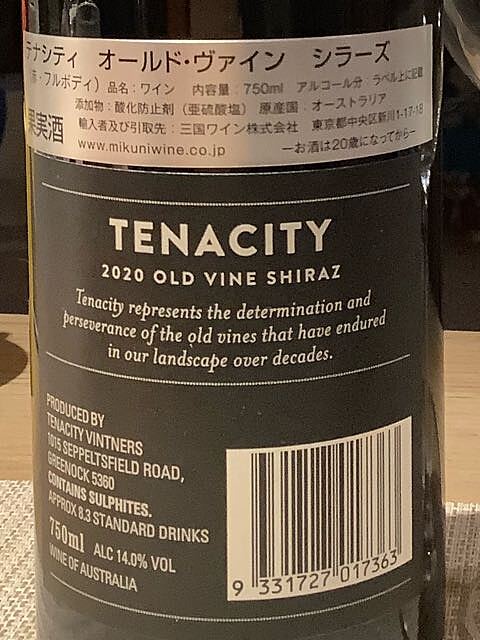 テナシティ オールド・ヴァイン シラーズ
(赤・フルボディ) 品名:ワイン 内容量:750ml アルコール分:ラベル上に記載
添加物:酸化防止剤(亜硫酸塩) 原産国:オーストラリア
果実酒
輸入者及び引取先:三国ワイン株式会社 東京都中央区新川1-17-18
www.mikuniwine.co.jp ーお酒は20歳になってからー
TENACITY
2020 OLD VINE SHIRAZ
Tenacity represents the determination and
perseverance of the old vines that have endured
in our landscape over decades.
PRODUCED BY
TENACITY VINTNERS
1015 SEPPELTSFIELD ROAD,
GREENOCK 5360
CONTAINS SULPHITES.
APPROX 8.3 STANDARD DRINKS
750ml ALC 14.0% VOL
WINE OF AUSTRALIA
9 331727 017363